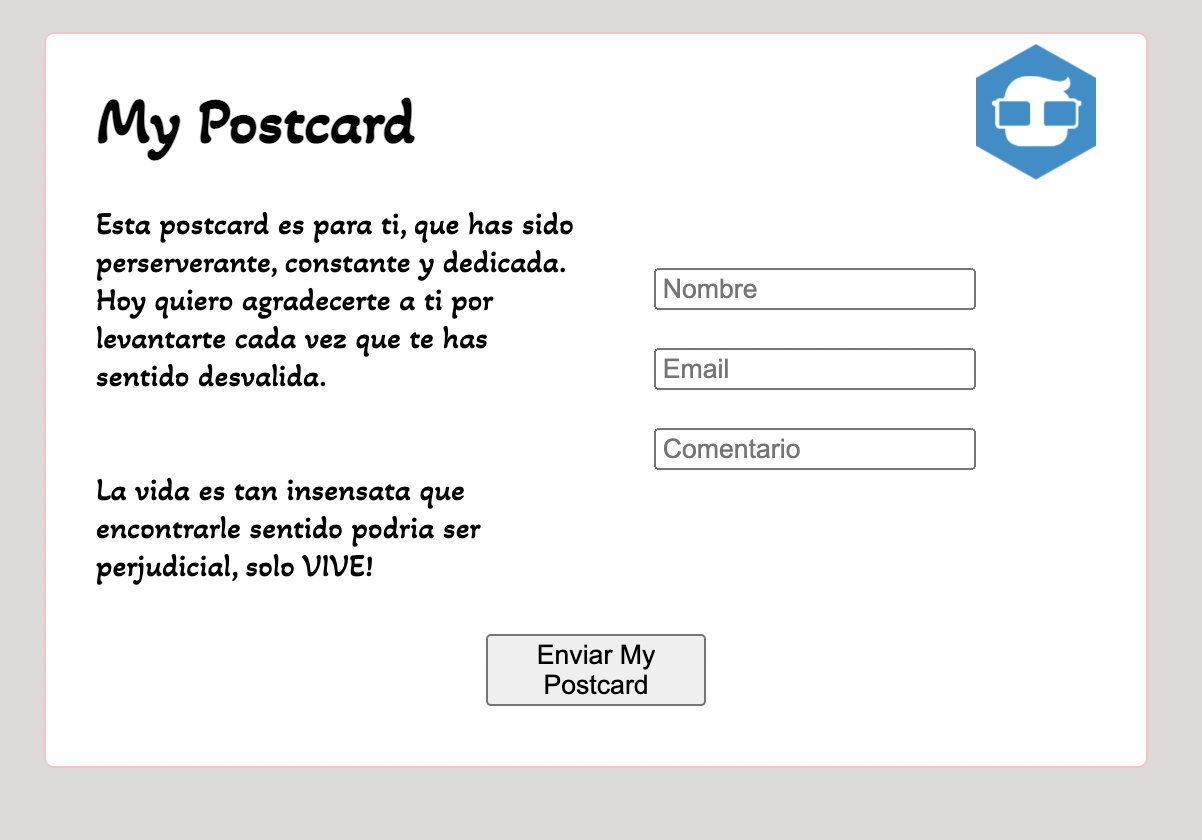 My Postcard
Esta postcard es para ti, que has sido
perserverante, constante y dedicada.
Hoy quiero agradecerte a ti por
levantarte cada vez que te has
sentido desvalida.
La vida es tan insensata que
encontrarle sentido podria ser
perjudicial, solo VIVE!
Nombre
Email
Comentario
Enviar My
Postcard